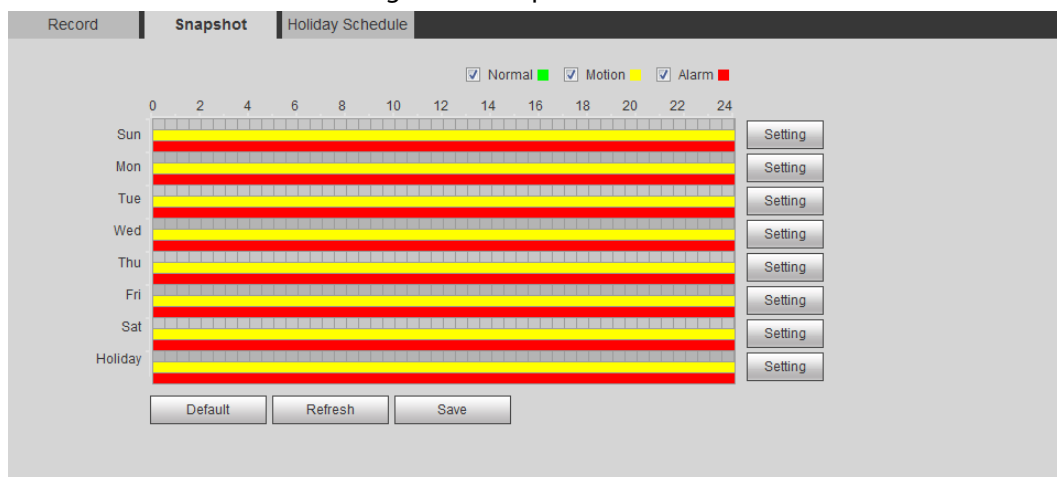 Record Snapshot Holiday Schedule
Normal Motion Alarm
0 2 4 6 8 10 12 14 16 18 20 22 24
Sun Setting
Mon Setting
Tue Setting
Wed Setting
Thu Setting
Fri Setting
Sat Setting
Holiday Setting
Default Refresh Save